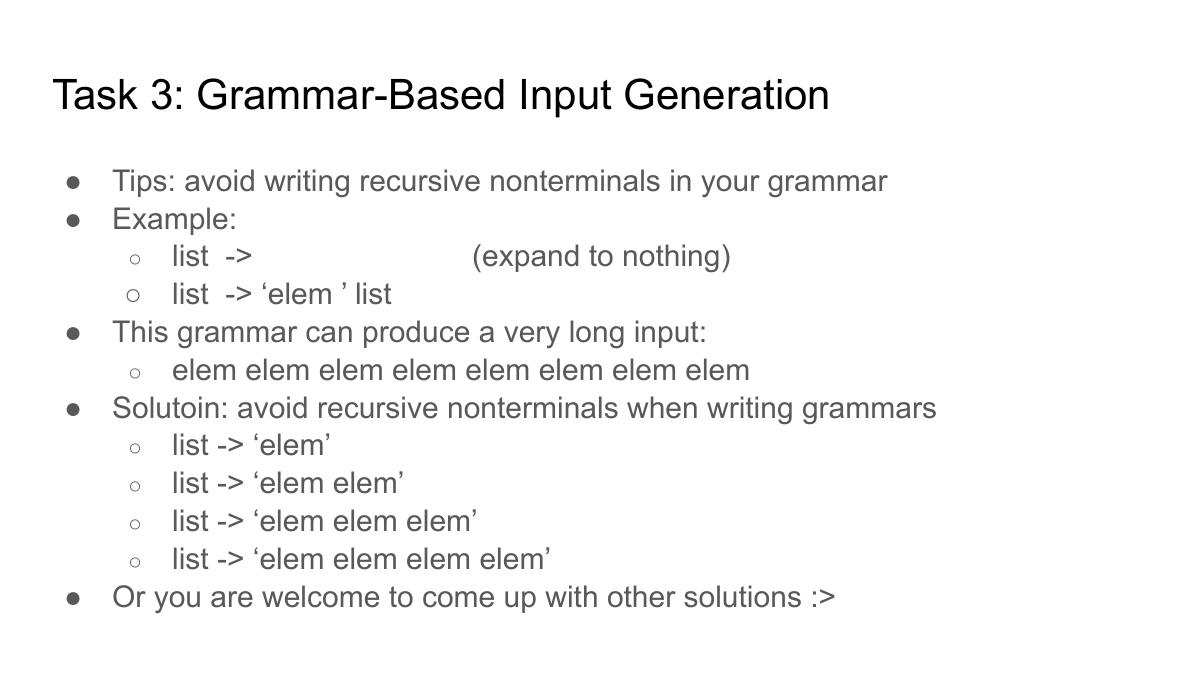 Task 3: Grammar-Based Input Generation
● Tips: avoid writing recursive nonterminals in your grammar
● Example:
○ list -> (expand to nothing)
○ list -> ‘elem ’ list
● This grammar can produce a very long input:
○ elem elem elem elem elem elem elem elem
● Solutoin: avoid recursive nonterminals when writing grammars
○ list -> ‘elem’
○ list -> ‘elem elem’
○ list -> ‘elem elem elem’
○ list -> ‘elem elem elem elem’
● Or you are welcome to come up with other solutions :>